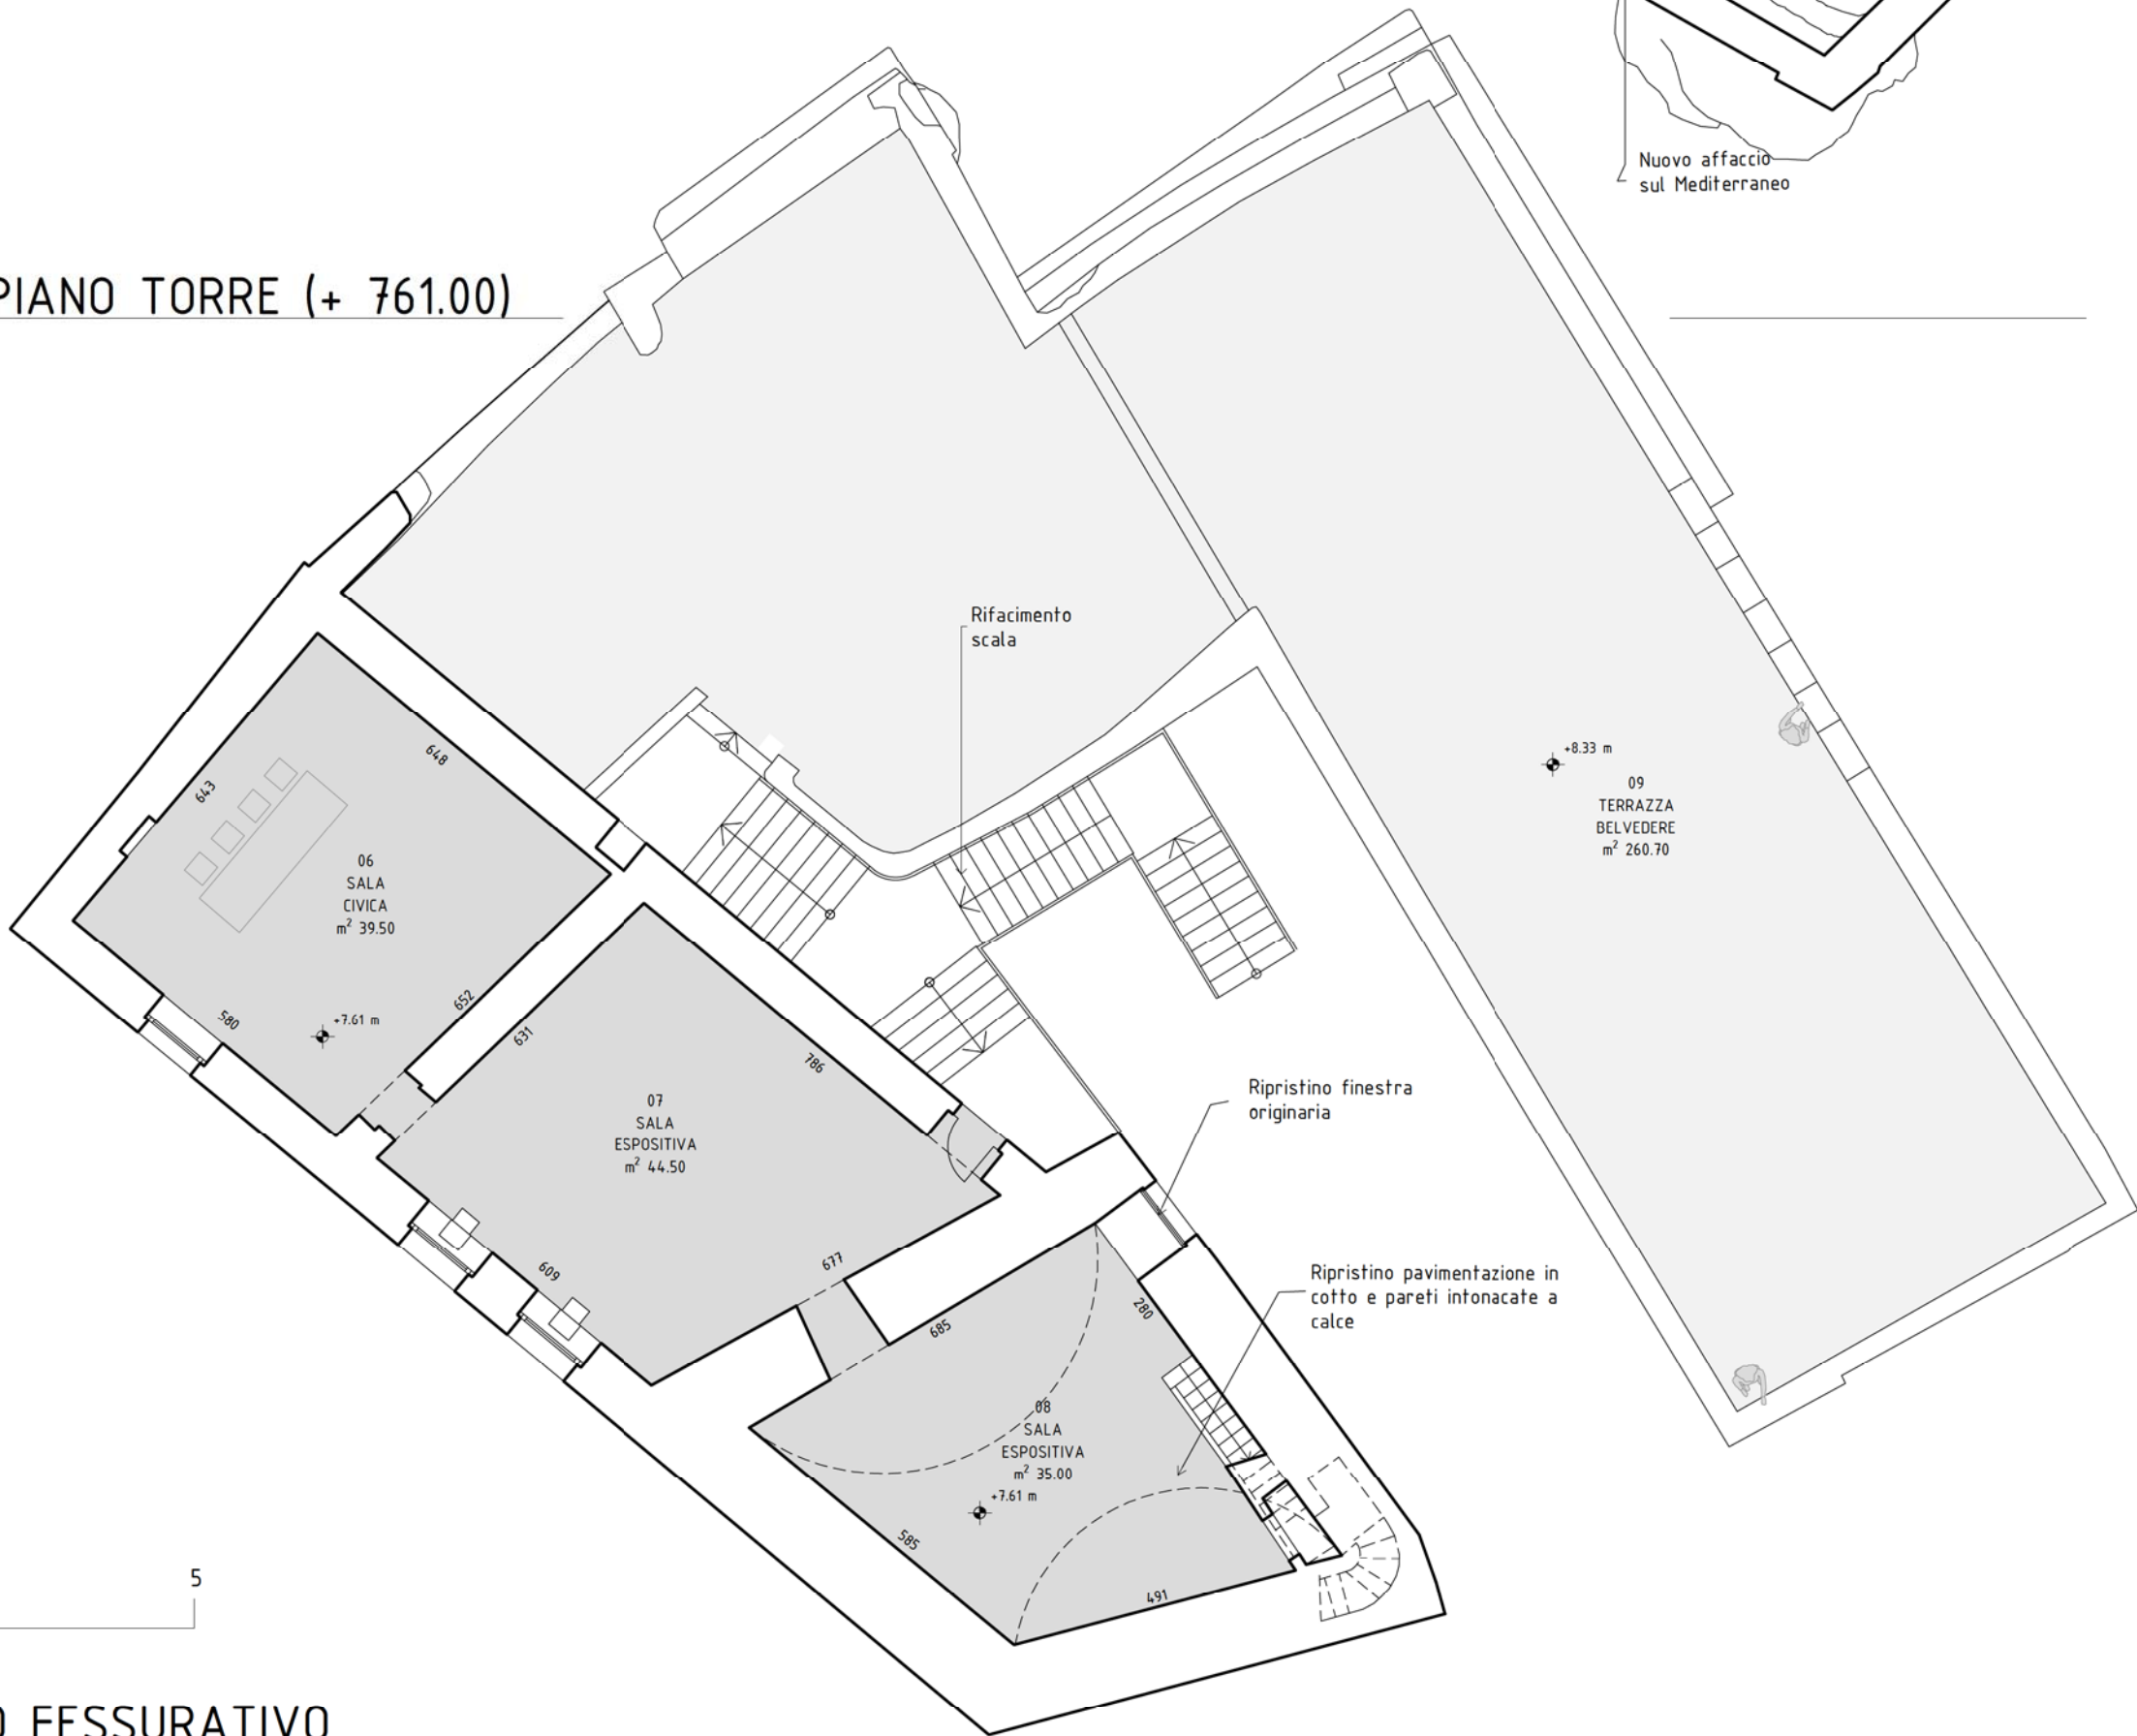 Nuovo affaccio
sul Mediterraneo
PIANO TORRE (+ 761.00)
Rifacimento
scala
+8.33 m
09
TERRAZZA
BELVEDERE
m² 260.70
648
643
06
SALA
CIVICA
m² 39.50
652
580
+7.61 m
631
786
07
SALA
ESPOSITIVA
m² 44.50
Ripristino finestra
originaria
677
609
685
280
Ripristino pavimentazione in
cotto e pareti intonacate a
calce
08
SALA
ESPOSITIVA
m² 35.00
+7.61 m
585
491
5
FESSURATIVO